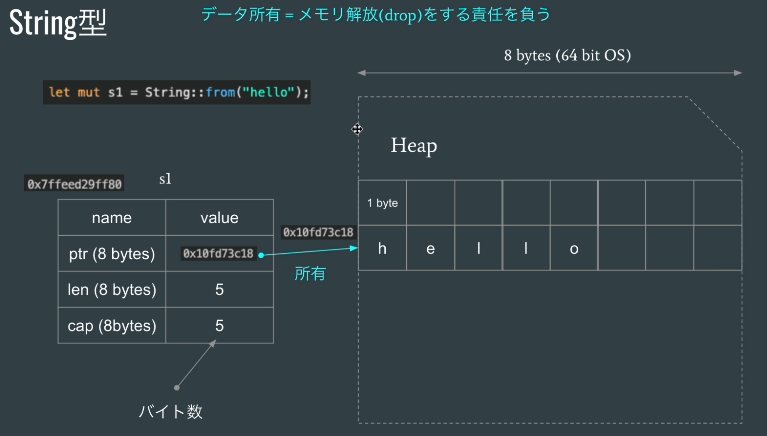 String型
データ所有 = メモリ解放(drop)をする責任を負う
8 bytes (64 bit OS)
let mut s1 = String::from("hello");
Heap
0x7ffeed29ff80
s1
1 byte
name value
0x10fd73c18
ptr (8 bytes) 0x10fd73c18
h e l l o
所有
len (8 bytes) 5
cap (8bytes) 5
バイト数